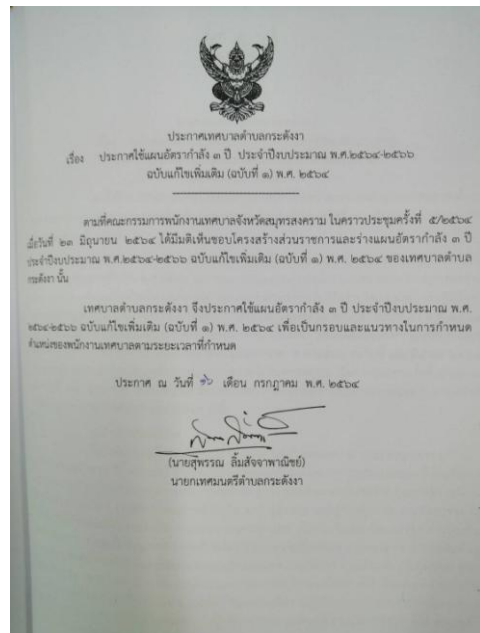 ประกาศเทศบาลตำบลกระดังงา
เรื่อง ประกาศใช้แผนอัตรากำลัง ๓ ปี ประจำปีงบประมาณ พ.ศ.๒๕๖๔-๒๕๖๖
ฉบับแก้ไขเพิ่มเติม (ฉบับที่ ๑) พ.ศ. ๒๕๖๔
ตามที่คณะกรรมการพนักงานเทศบาลจังหวัดสมุทรสงคราม ในคราวประชุมครั้งที่ ๕/๒๕๖๔
เมื่อวันที่ ๒๓ มิถุนายน ๒๕๖๔ ได้มีมติเห็นชอบโครงสร้างส่วนราชการและร่างแผนอัตรากำลัง ๓ ปี
ประจำปีงบประมาณ พ.ศ.๒๕๖๔-๒๕๖๖ ฉบับแก้ไขเพิ่มเติม (ฉบับที่ ๑) พ.ศ. ๒๕๖๔ ของเทศบาลตำบล
กระดังงา นั้น
เทศบาลตำบลกระดังงา จึงประกาศใช้แผนอัตรากำลัง ๓ ปี ประจำปีงบประมาณ พ.ศ.
๒๕๖๔-๒๕๖๖ ฉบับแก้ไขเพิ่มเติม (ฉบับที่ ๑) พ.ศ. ๒๕๖๔ เพื่อเป็นกรอบและแนวทางในการกำหนด
ตำแหน่งของพนักงานเทศบาลตามระยะเวลาที่กำหนด
ประกาศ ณ วันที่ เดือน กรกฎาคม พ.ศ. ๒๕๖๔
(นายสุพรรณ ลิ้มสัจจาพาณิชย์)
นายกเทศมนตรีตำบลกระดังงา